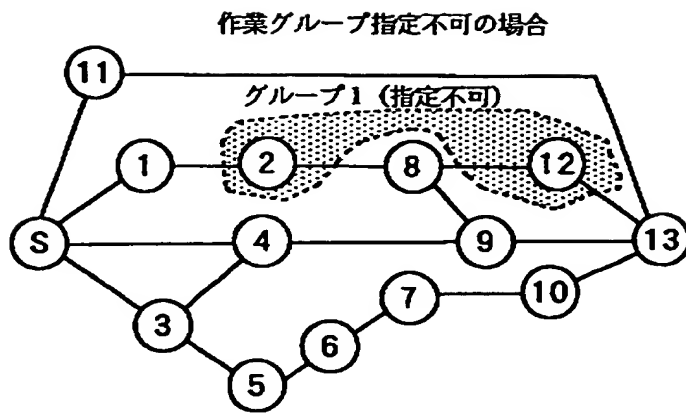 作業グループ指定不可の場合
11
グループ1 (指定不可)
1 2 8 12
S 4 9 13
3 7 10
5 6